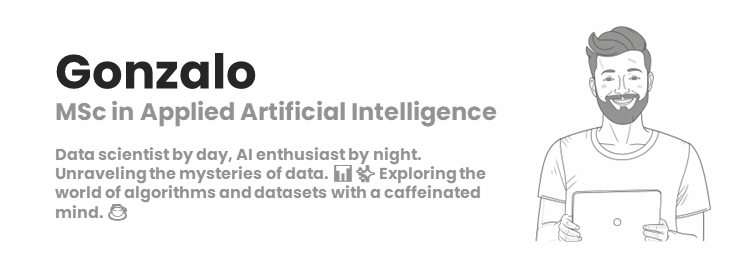 Gonzalo
MSc in Applied Artificial Intelligence
Data scientist by day, AI enthusiast by night.
Unraveling the mysteries of data. 📊 🌟 Exploring the
world of algorithms and datasets with a caffeinated
mind. ☕